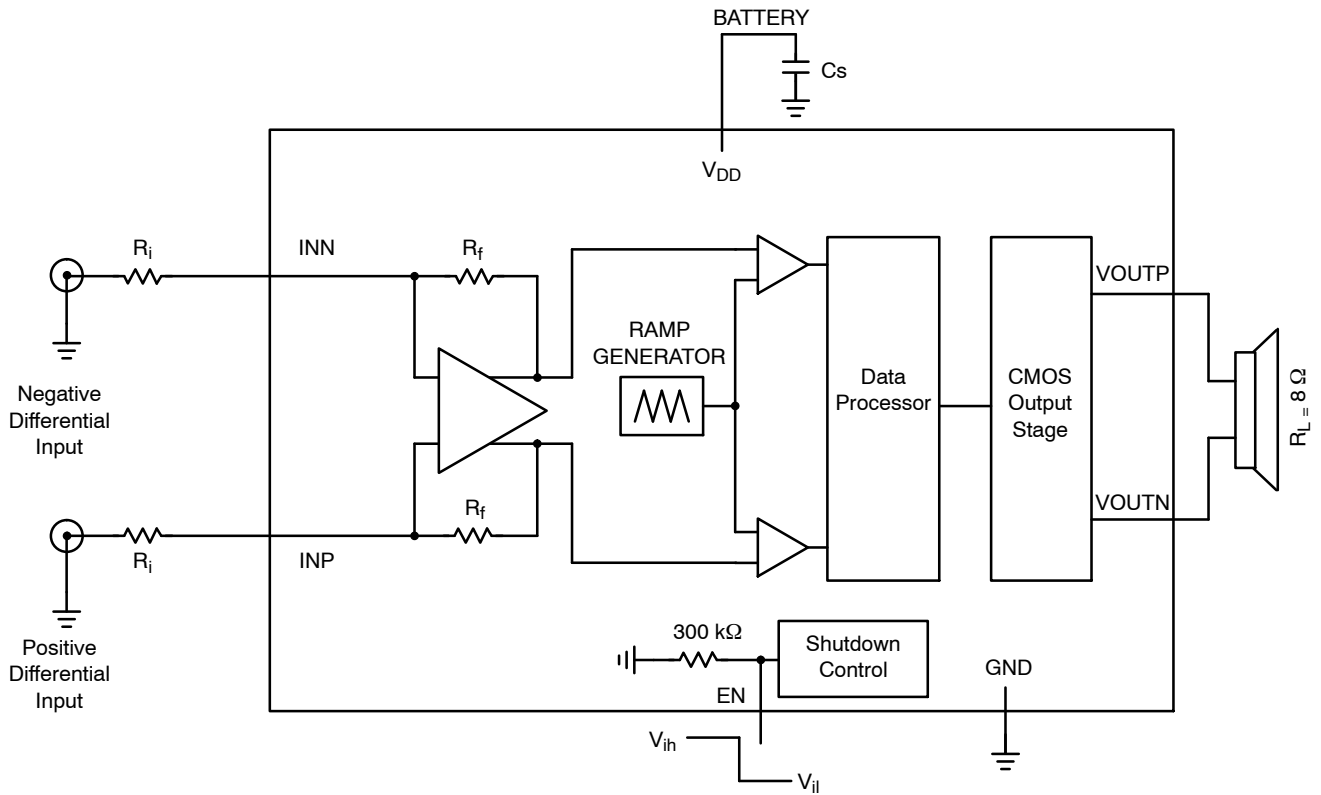 BATTERY
Cs
VDD
Ri
INN
Rf
VOUTP
RAMP
GENERATOR
Data
Processor
CMOS
Output
Stage
RL = 8 Ω
Negative
Differential
Input
Rf
VOUTN
Ri
INP
Positive
Differential
Input
300 kΩ
Shutdown
Control
EN
GND
Vih
Vil